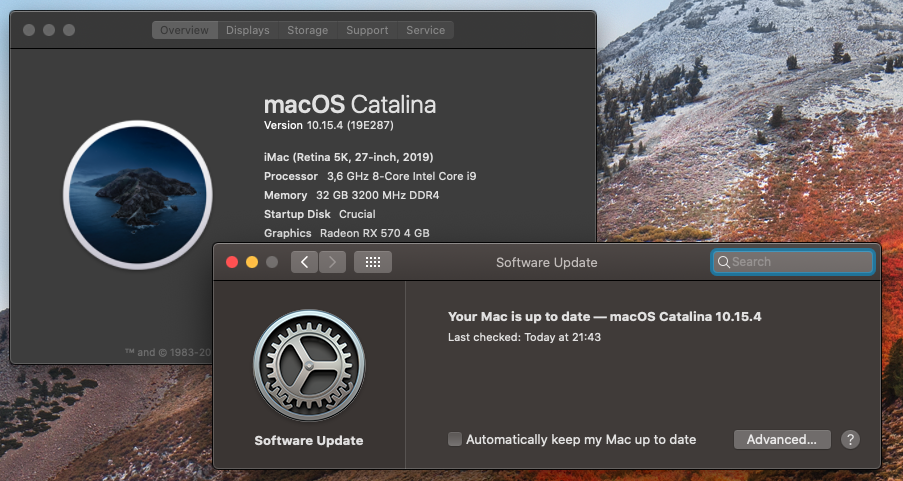 Overview Displays Storage Support Service
macOS Catalina
Version 10.15.4 (19E287)
iMac (Retina 5K, 27-inch, 2019)
Processor 3,6 GHz 8-Core Intel Core i9
Memory 32 GB 3200 MHz DDR4
Startup Disk Crucial
Graphics Radeon RX 570 4 GB
™ and © 1983-20
Software Update
Search
Your Mac is up to date — macOS Catalina 10.15.4
Last checked: Today at 21:43
Software Update
Automatically keep my Mac up to date
Advanced...
?